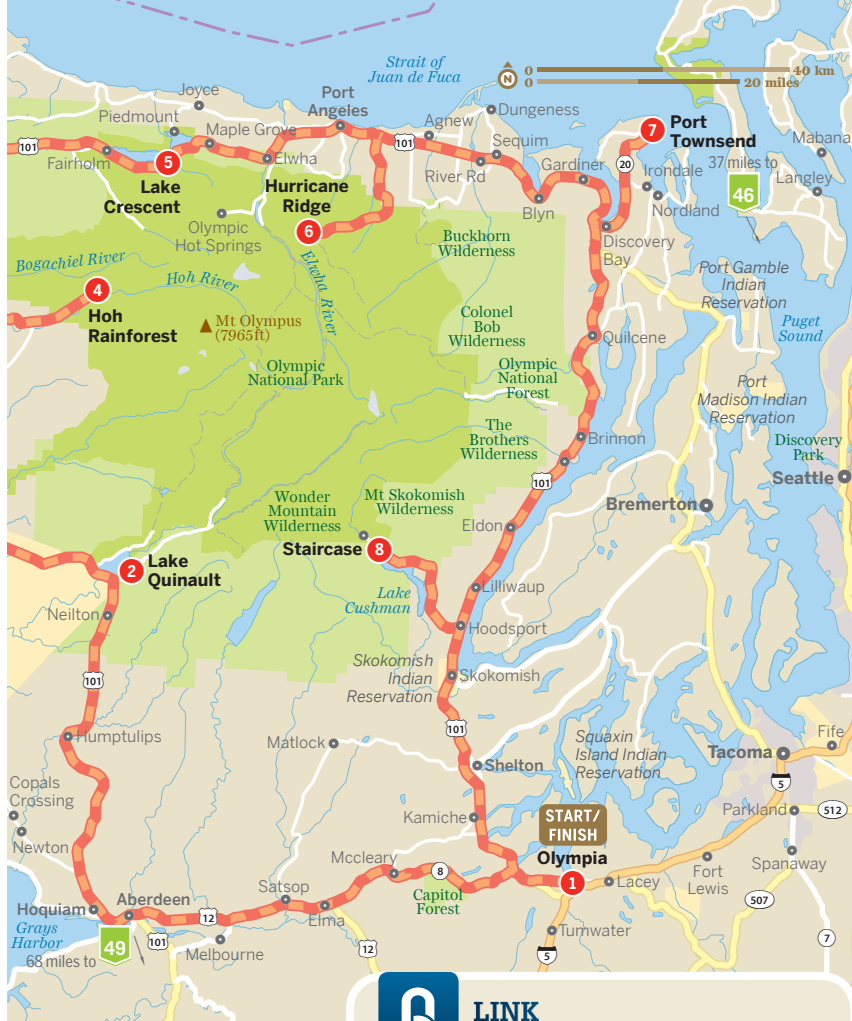 Strait of
Juan de Fuca
N
0
40 km
0
20 miles
Joyce
Port
Angeles
Piedmont
Maple Grove
Agnew
Dungeness
7
Port
Townsend
101
101
Sequim
Mabana
Fairholm
5
Elwha
River Rd
Gardiner
20
Irondale
37 miles to
46
Langley
Lake
Crescent
Hurricane
Ridge
6
Blyn
Nordland
Olympic
Hot Springs
Buckhorn
Wilderness
Discovery
Bay
Bogachiel River
Hoh River
Elwha River
Port Gamble
Indian
Reservation
4
Hoh
Rainforest
Mt Olympus
(7965ft)
Colonel
Bob
Wilderness
Puget
Sound
Quilcene
Olympic
National Park
Olympic
National
Forest
Port
Madison Indian
Reservation
The
Brothers
Wilderness
Brinnon
Discovery
Park
Seattle
101
Wonder
Mountain
Wilderness
Mt Skokomish
Wilderness
Bremerton
Eldon
Staircase
8
2
Lake
Quinault
Lake
Cushman
Lilliwaup
Neilton
Hoodsport
Skokomish
Indian
Reservation
Skokomish
101
101
Humptulips
Matlock
Squaxin
Island Indian
Reservation
Tacoma
Fife
Shelton
5
Copals
Crossing
Parkland
512
Kamiche
START/
FINISH
Newton
Mccleary
Olympia
Spanaway
8
1
Lacey
Fort
Lewis
Satsop
Capitol
Forest
507
Hoquiam
Aberdeen
12
Elma
Grays
Harbor
49
101
Tumwater
7
68 miles to
Melbourne
12
5
LINK